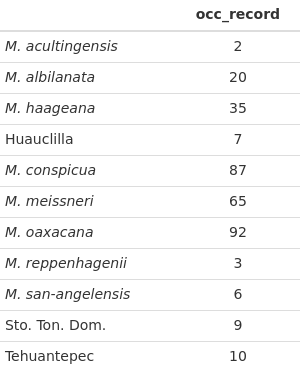 occ_record
M. acultingensis 2
M. albilanata 20
M. haageana 35
Huauclilla 7
M. conspicua 87
M. meissneri 65
M. oaxacana 92
M. reppenhagenii 3
M. san-angelensis 6
Sto. Ton. Dom. 9
Tehuantepec 10